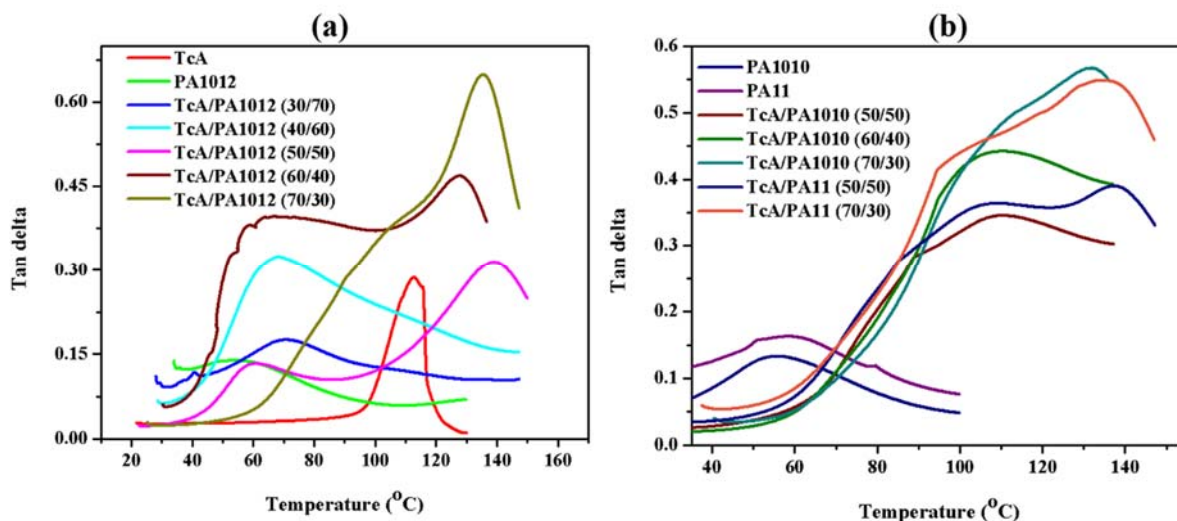 (a)
TcA
PA1012
TcA/PA1012 (30/70)
TcA/PA1012 (40/60)
TcA/PA1012 (50/50)
TcA/PA1012 (60/40)
TcA/PA1012 (70/30)
Tan delta
0.60
0.45
0.30
0.15
0.00
20 40 60 80 100 120 140 160
Temperature (°C)
(b)
PA1010
PA11
TcA/PA1010 (50/50)
TcA/PA1010 (60/40)
TcA/PA1010 (70/30)
TcA/PA11 (50/50)
TcA/PA11 (70/30)
Tan delta
0.6
0.5
0.4
0.3
0.2
0.1
0.0
40 60 80 100 120 140
Temperature (°C)